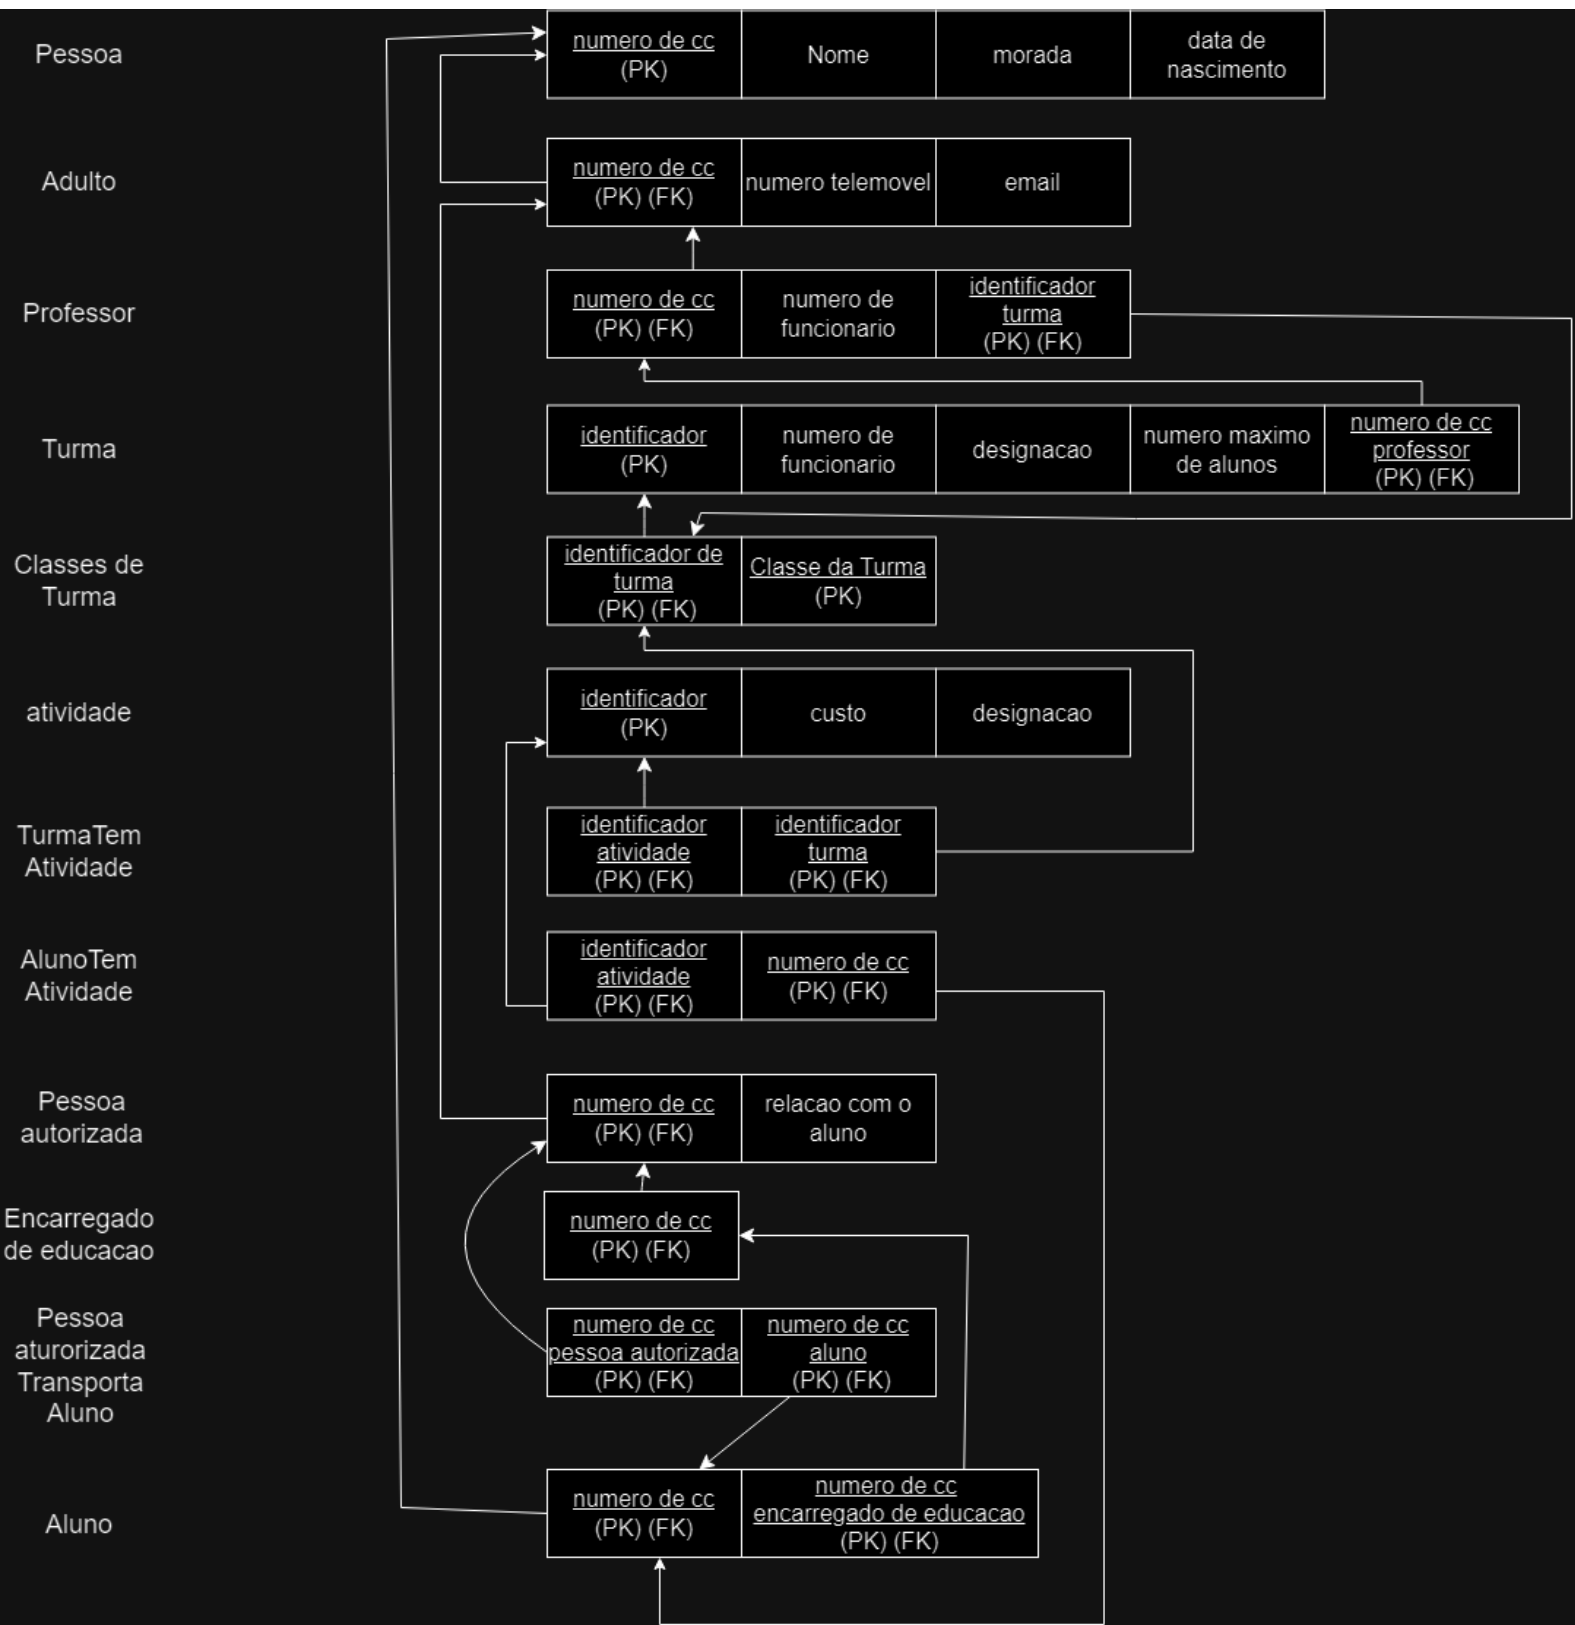 Pessoa
numero de cc
(PK)
Nome
morada
data de
nascimento
Adulto
numero de cc
(PK) (FK)
numero telemovel
email
Professor
numero de cc
(PK) (FK)
numero de
funcionario
identificador
turma
(PK) (FK)
Turma
identificador
(PK)
numero de
funcionario
designacao
numero maximo
de alunos
numero de cc
professor
(PK) (FK)
Classes de
Turma
identificador de
turma
(PK) (FK)
Classe da Turma
(PK)
atividade
identificador
(PK)
custo
designacao
TurmaTem
Atividade
identificador
atividade
(PK) (FK)
identificador
turma
(PK) (FK)
AlunoTem
Atividade
identificador
atividade
(PK) (FK)
numero de cc
(PK) (FK)
Pessoa
autorizada
numero de cc
(PK) (FK)
relacao com o
aluno
Encarregado
de educacao
numero de cc
(PK) (FK)
Pessoa
aturorizada
Transporta
Aluno
numero de cc
pessoa autorizada
(PK) (FK)
numero de cc
aluno
(PK) (FK)
Aluno
numero de cc
(PK) (FK)
numero de cc
encarregado de educacao
(PK) (FK)